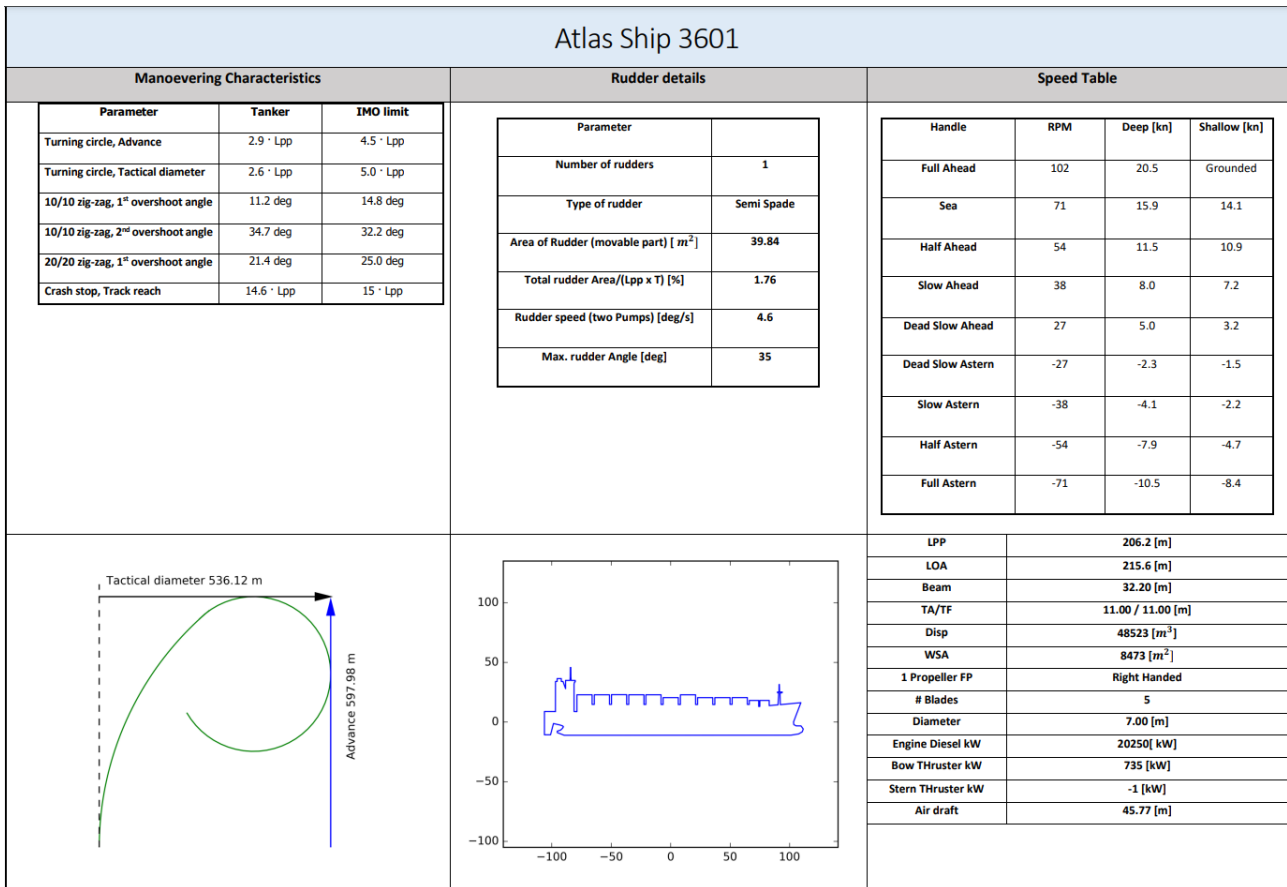 Atlas Ship 3601
Manoevering Characteristics
Parameter Tanker IMO limit
Turning circle, Advance 2.9 · Lpp 4.5 · Lpp
Turning circle, Tactical diameter 2.6 · Lpp 5.0 · Lpp
10/10 zig-zag, 1st overshoot angle 11.2 deg 14.8 deg
10/10 zig-zag, 2nd overshoot angle 34.7 deg 32.2 deg
20/20 zig-zag, 1st overshoot angle 21.4 deg 25.0 deg
Crash stop, Track reach 14.6 · Lpp 15 · Lpp
Rudder details
Parameter
Number of rudders 1
Type of rudder Semi Spade
Area of Rudder (movable part) [ m²] 39.84
Total rudder Area/(Lpp x T) [%] 1.76
Rudder speed (two Pumps) [deg/s] 4.6
Max. rudder Angle [deg] 35
Speed Table
Handle RPM Deep [kn] Shallow [kn]
Full Ahead 102 20.5 Grounded
Sea 71 15.9 14.1
Half Ahead 54 11.5 10.9
Slow Ahead 38 8.0 7.2
Dead Slow Ahead 27 5.0 3.2
Dead Slow Astern -27 -2.3 -1.5
Slow Astern -38 -4.1 -2.2
Half Astern -54 -7.9 -4.7
Full Astern -71 -10.5 -8.4
Tactical diameter 536.12 m
Advance 597.98 m
100
50
0
−50
−100
−100 −50 0 50 100
LPP 206.2 [m]
LOA 215.6 [m]
Beam 32.20 [m]
TA/TF 11.00 / 11.00 [m]
Disp 48523 [m³]
WSA 8473 [m²]
1 Propeller FP Right Handed
# Blades 5
Diameter 7.00 [m]
Engine Diesel kW 20250[ kW]
Bow THruster kW 735 [kW]
Stern THruster kW -1 [kW]
Air draft 45.77 [m]